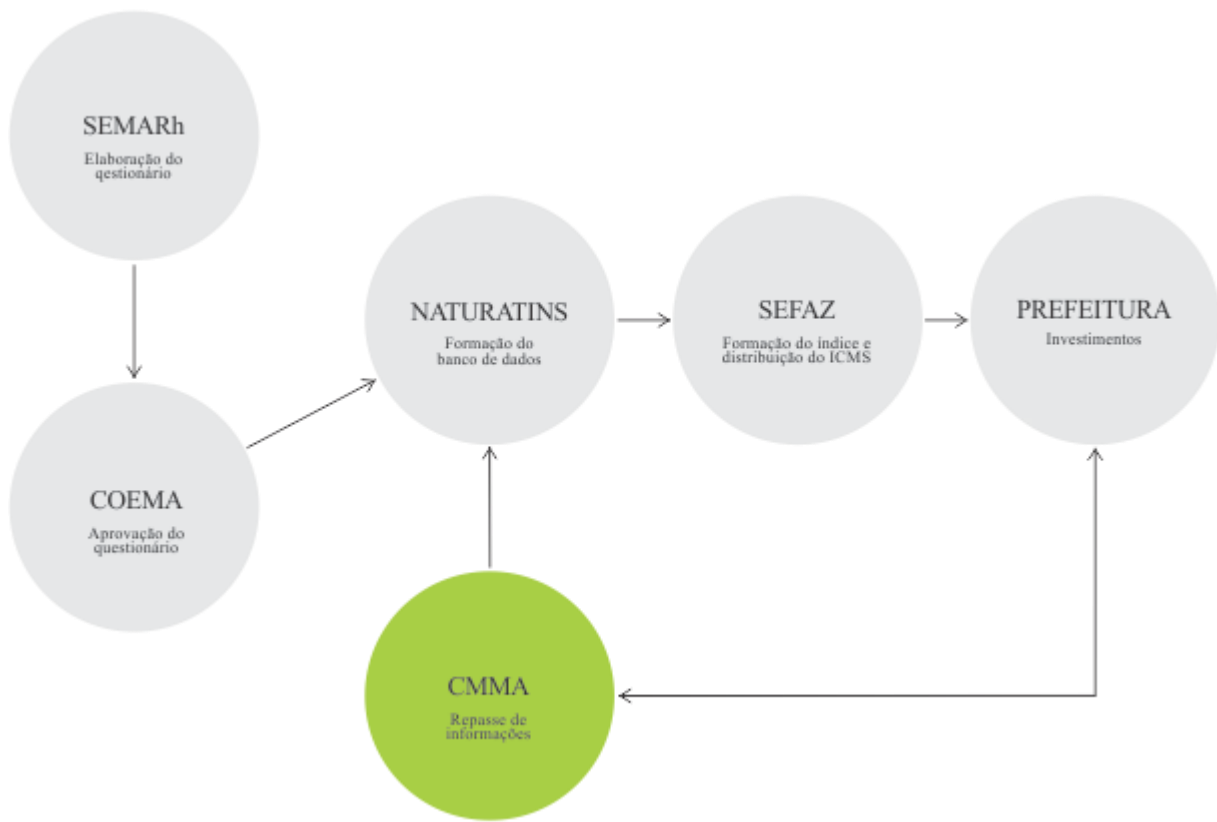 SEMARh
Elaboração do
qestionário
NATURATINS
Formação do
banco de dados
SEFAZ
Formação do índice e
distribuição do ICMS
PREFEITURA
Investimentos
COEMA
Aprovação do
questionário
CMMA
Repasse de
informações